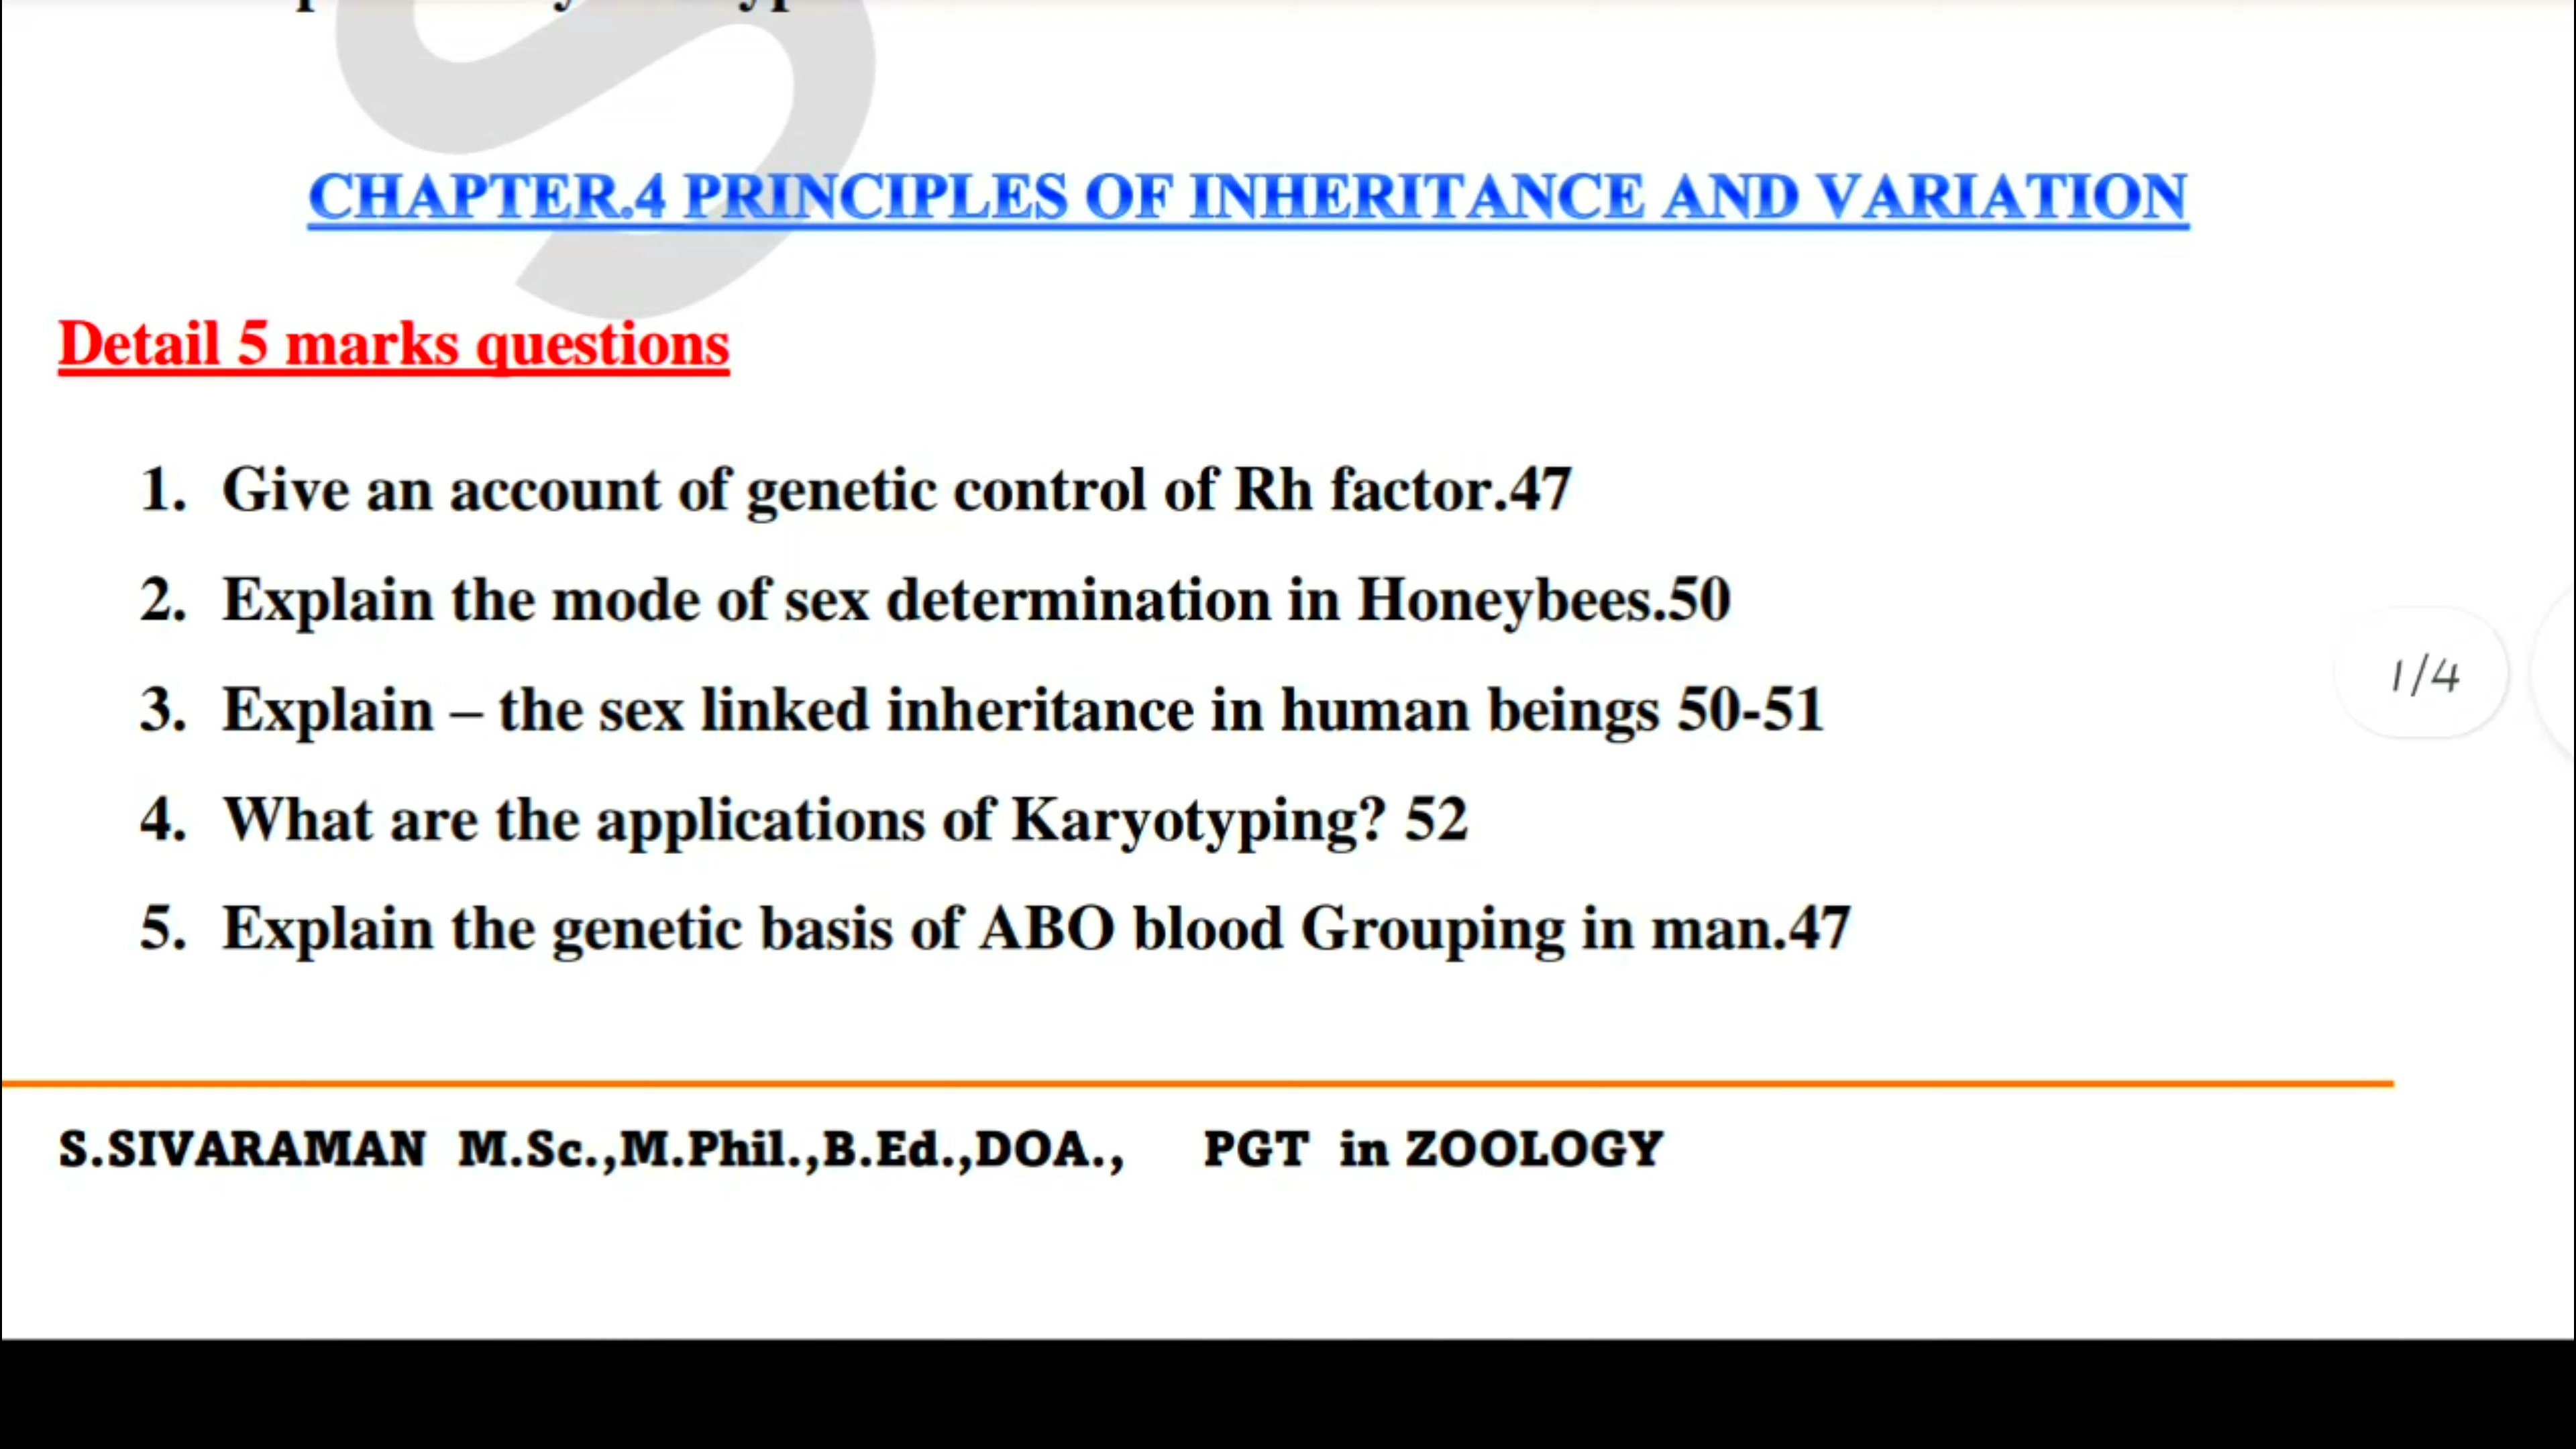 CHAPTER.4 PRINCIPLES OF INHERITANCE AND VARIATION
Detail 5 marks questions
1. Give an account of genetic control of Rh factor.47
2. Explain the mode of sex determination in Honeybees.50
3. Explain – the sex linked inheritance in human beings 50-51
1/4
4. What are the applications of Karyotyping? 52
5. Explain the genetic basis of ABO blood Grouping in man.47
S.SIVARAMAN M.Sc.,M.Phil.,B.Ed.,DOA., PGT in ZOOLOGY